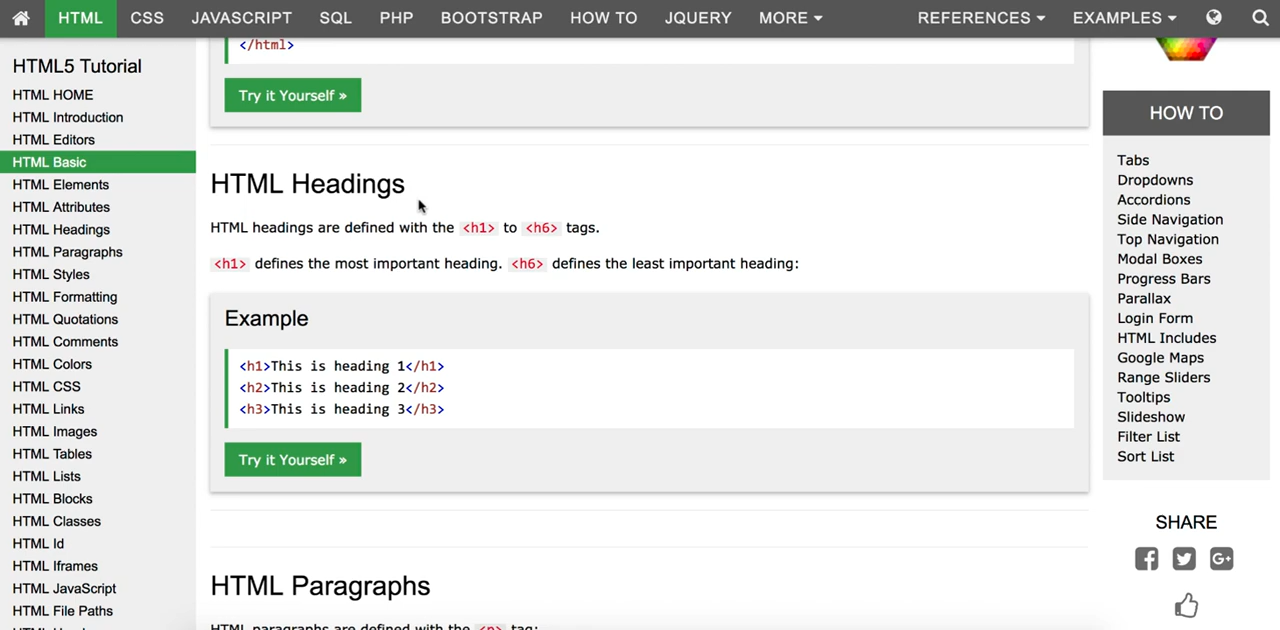 HTML CSS JAVASCRIPT SQL PHP BOOTSTRAP HOW TO JQUERY MORE REFERENCES EXAMPLES
HTML5 Tutorial
HTML HOME
HTML Introduction
HTML Editors
HTML Basic
HTML Elements
HTML Attributes
HTML Headings
HTML Paragraphs
HTML Styles
HTML Formatting
HTML Quotations
HTML Comments
HTML Colors
HTML CSS
HTML Links
HTML Images
HTML Tables
HTML Lists
HTML Blocks
HTML Classes
HTML Id
HTML Iframes
HTML JavaScript
HTML File Paths
</html>
Try it Yourself »
HTML Headings
HTML headings are defined with the <h1> to <h6> tags.
<h1> defines the most important heading. <h6> defines the least important heading:
Example
<h1>This is heading 1</h1>
<h2>This is heading 2</h2>
<h3>This is heading 3</h3>
Try it Yourself »
HTML Paragraphs
HTML paragraphs are defined with the <p> tag:
HOW TO
Tabs
Dropdowns
Accordions
Side Navigation
Top Navigation
Modal Boxes
Progress Bars
Parallax
Login Form
HTML Includes
Google Maps
Range Sliders
Tooltips
Slideshow
Filter List
Sort List
SHARE
G+